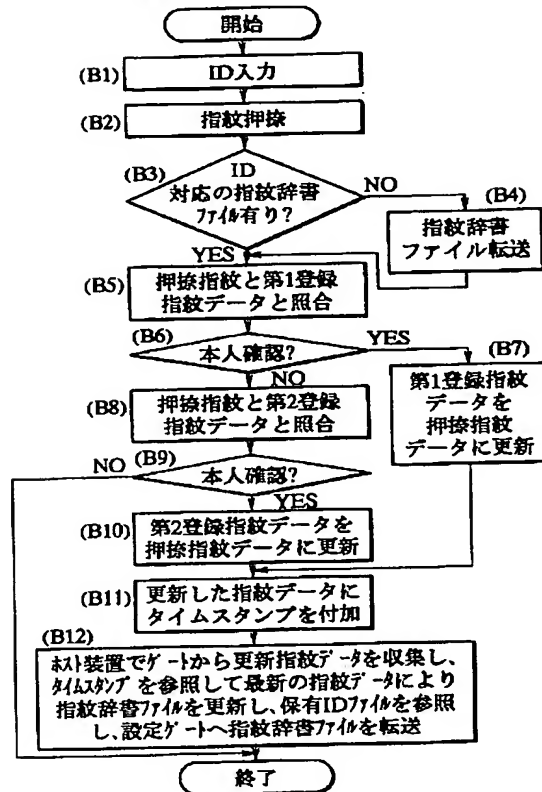 開始
(B1)
ID入力
(B2)
指紋押捺
(B3)
ID
対応の指紋辞書
ファイル有り?
NO
(B4)
指紋辞書
ファイル転送
YES
(B5)
押捺指紋と第1登録
指紋データと照合
(B6)
本人確認?
YES
(B7)
第1登録指紋
データを
押捺指紋
データに更新
NO
(B8)
押捺指紋と第2登録
指紋データと照合
NO
(B9)
本人確認?
YES
(B10)
第2登録指紋データを
押捺指紋データに更新
(B11)
更新した指紋データに
タイムスタンプを付加
(B12)
ホスト装置でゲートから更新指紋データを収集し、
タイムスタンプを参照して最新の指紋データにより
指紋辞書ファイルを更新し、保有IDファイルを参照
し、設定ゲートへ指紋辞書ファイルを転送
終了